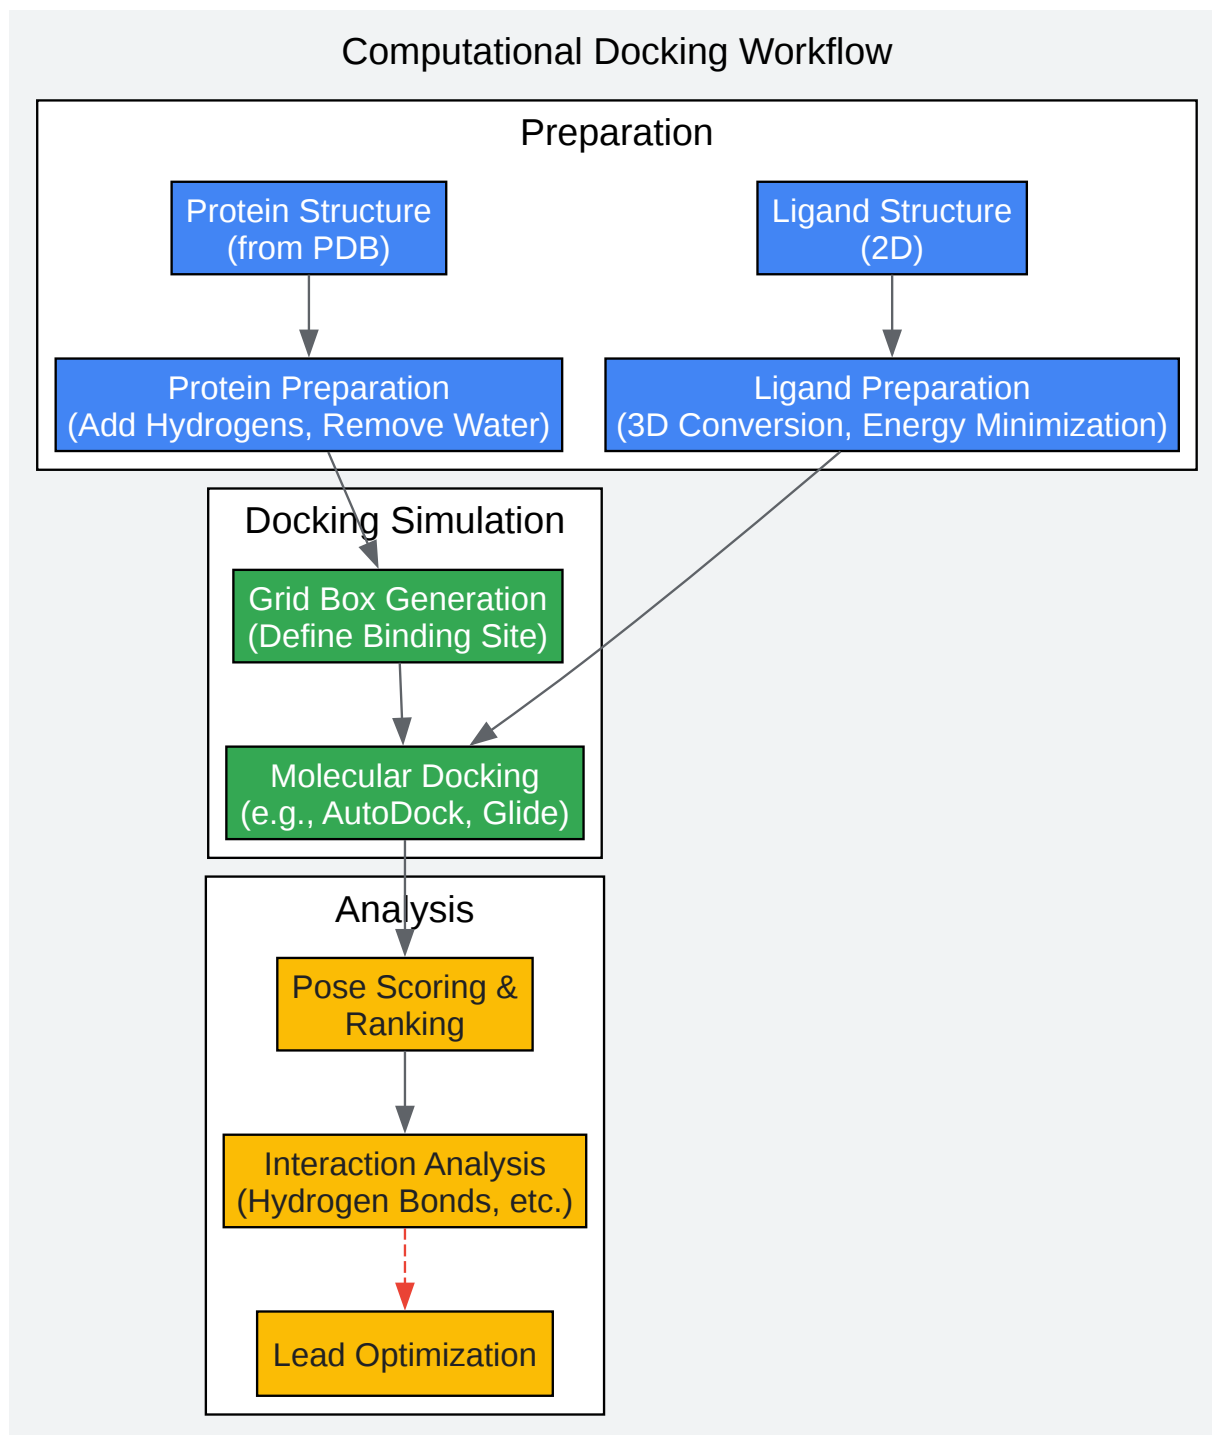 Computational Docking Workflow
Preparation
Protein Structure
(from PDB)
Ligand Structure
(2D)
Protein Preparation
(Add Hydrogens, Remove Water)
Ligand Preparation
(3D Conversion, Energy Minimization)
Docking Simulation
Grid Box Generation
(Define Binding Site)
Molecular Docking
(e.g., AutoDock, Glide)
Analysis
Pose Scoring &
Ranking
Interaction Analysis
(Hydrogen Bonds, etc.)
Lead Optimization